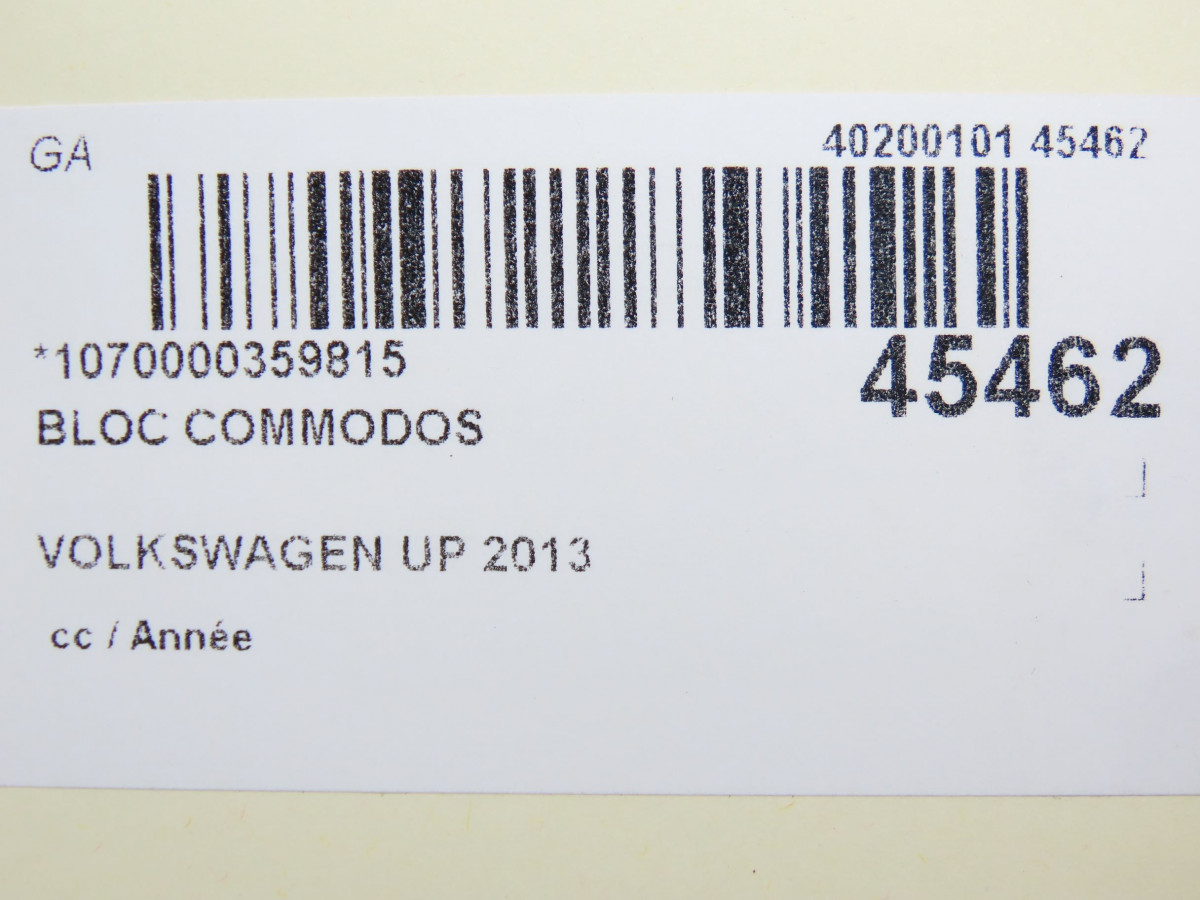 GA 40200101 45462
*1070000359815
45462
BLOC COMMODOS
VOLKSWAGEN UP 2013
cc / Année